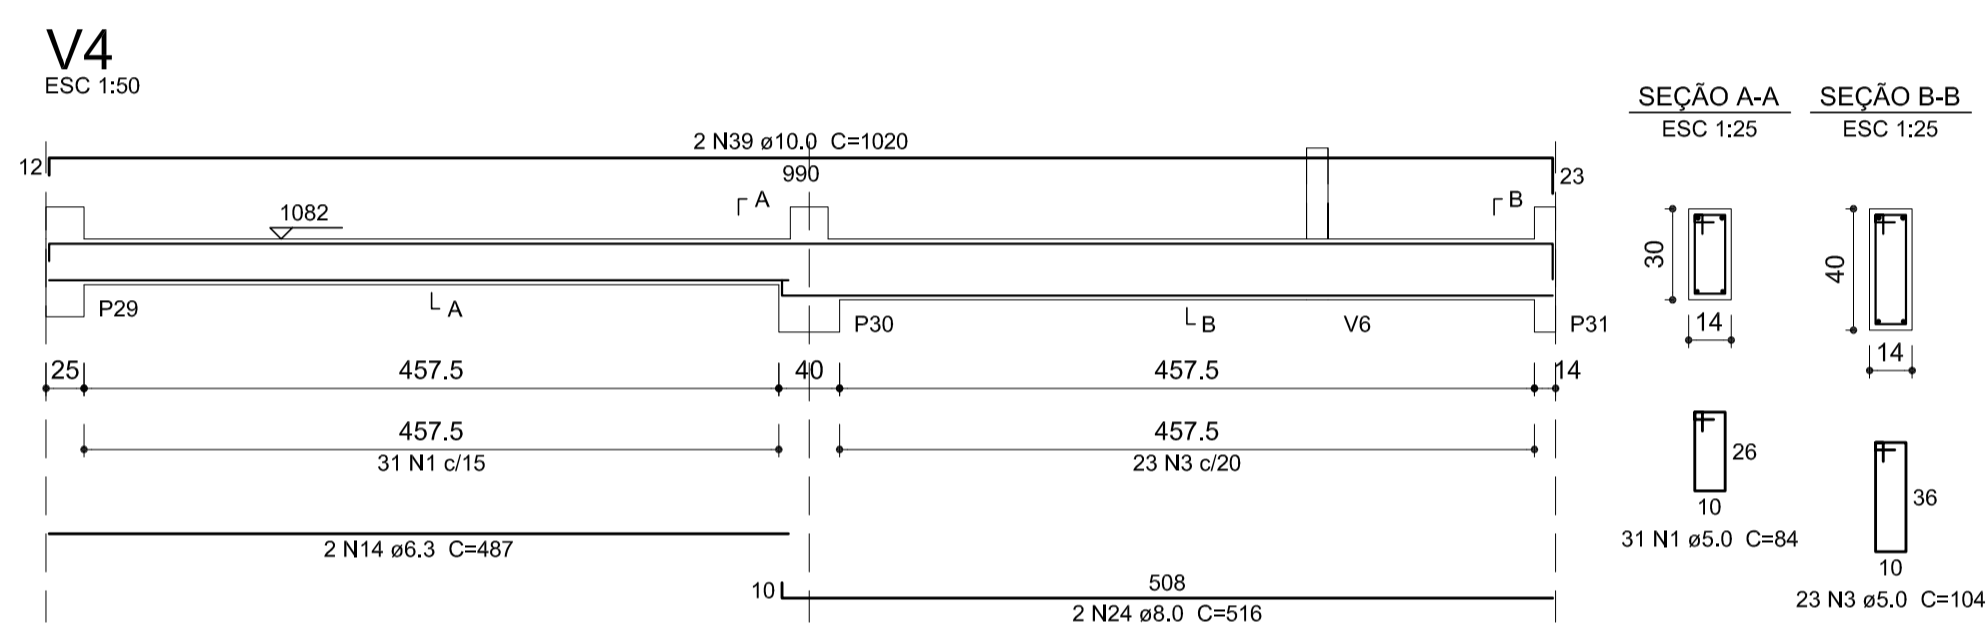 V4
ESC 1:50
SEÇÃO A-A
SEÇÃO B-B
ESC 1:25
ESC 1:25
2 N39 ø10.0 C=1020
12
990
23
A
B
1082
30
40
P29
A
P30
B
V6
P31
14
14
25
457.5
40
457.5
14
457.5
457.5
31 N1 c/15
23 N3 c/20
26
36
10
10
2 N14 ø6.3 C=487
31 N1 ø5.0 C=84
10
508
2 N24 ø8.0 C=516
23 N3 ø5.0 C=104